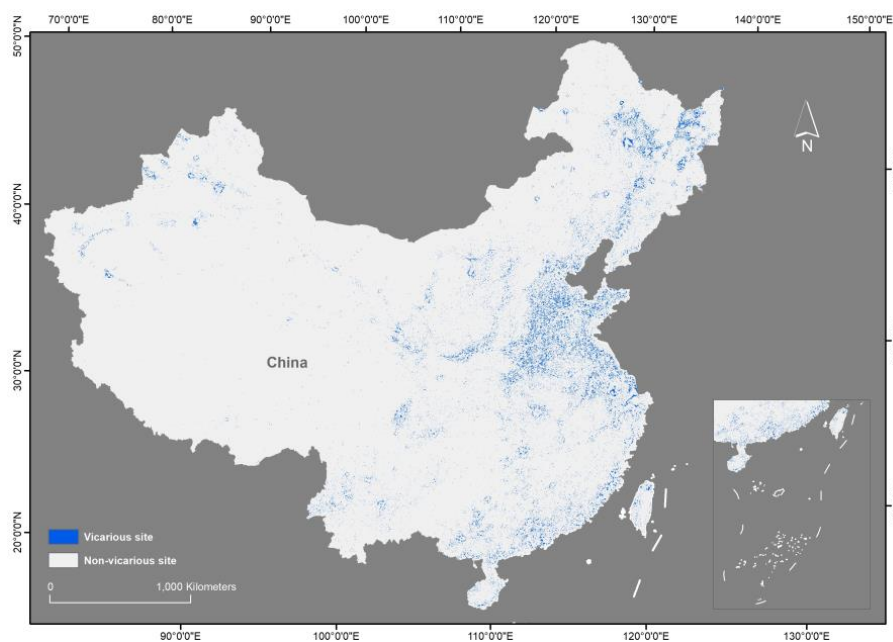 70°0'0"E 80°0'0"E 90°0'0"E 100°0'0"E 110°0'0"E 120°0'0"E 130°0'0"E 140°0'0"E 150°0'0"E
50°0'0"N
N
40°0'0"N
China
30°0'0"N
20°0'0"N
Vicarious site
Non-vicarious site
0 1,000 Kilometers
90°0'0"E 100°0'0"E 110°0'0"E 120°0'0"E 130°0'0"E